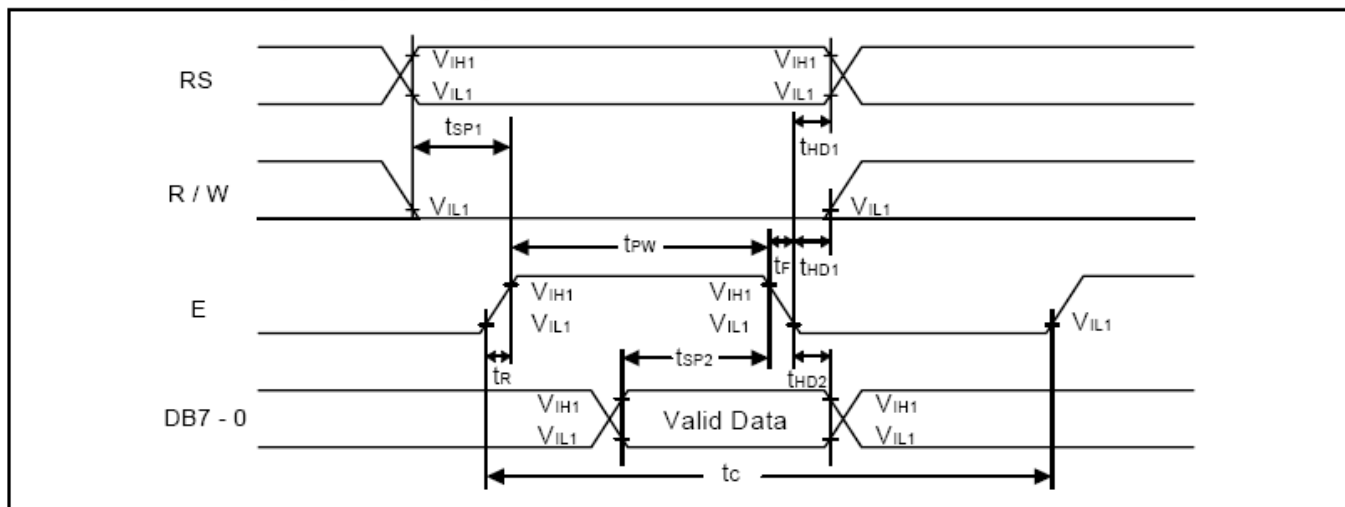 RS
VIH1
VIH1
VIL1
VIL1
tSP1
tHD1
R / W
VIL1
VIL1
tPW
tF
tHD1
E
VIH1
VIH1
VIL1
VIL1
VIL1
tR
tSP2
tHD2
DB7 - 0
VIH1
Valid Data
VIH1
VIL1
VIL1
tC